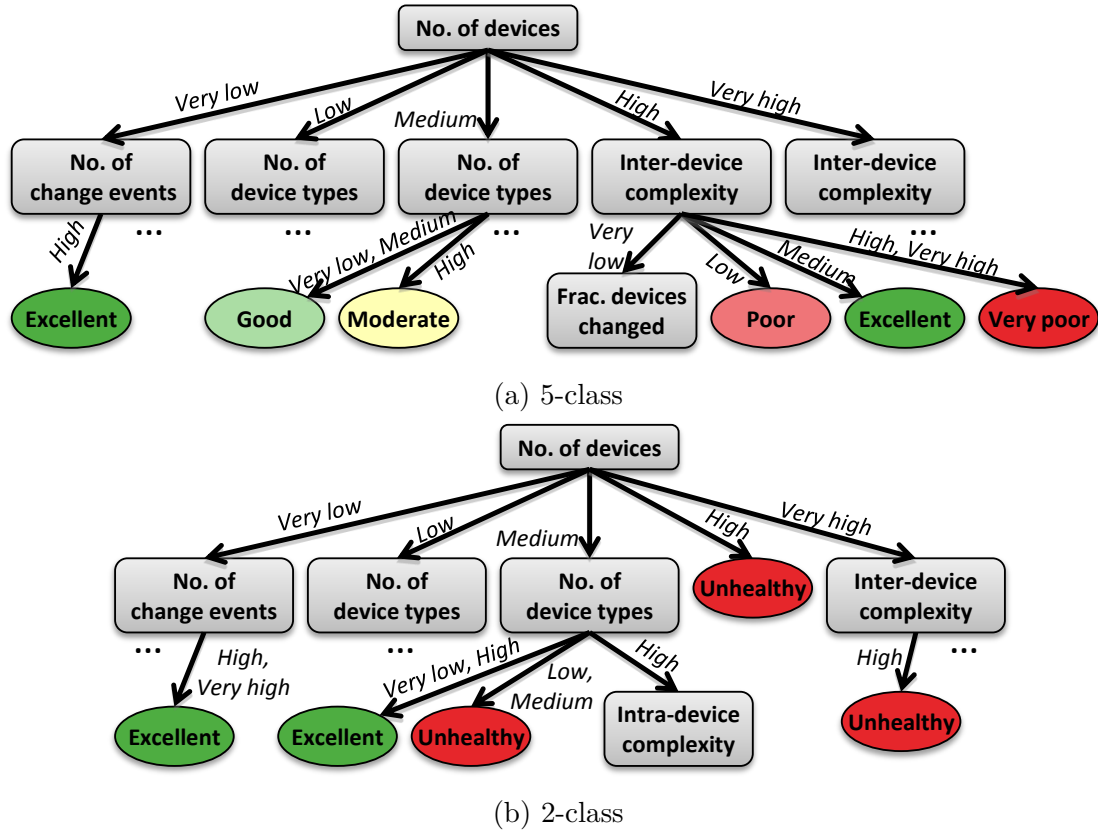 No. of devices
Very low
Low
Medium
High
Very high
No. of
change events
No. of
device types
No. of
device types
Inter-device
complexity
Inter-device
complexity
...
...
...
...
High
Very low, Medium
High
Very
low
Low
Medium
High, Very high
Excellent
Good
Moderate
Frac. devices
changed
Poor
Excellent
Very poor
(a) 5-class
No. of devices
Very low
Low
Medium
High
Very high
No. of
change events
No. of
device types
No. of
device types
Unhealthy
Inter-device
complexity
...
...
...
High,
Very high
Very low, High
Low,
Medium
High
High
Excellent
Excellent
Unhealthy
Intra-device
complexity
Unhealthy
(b) 2-class